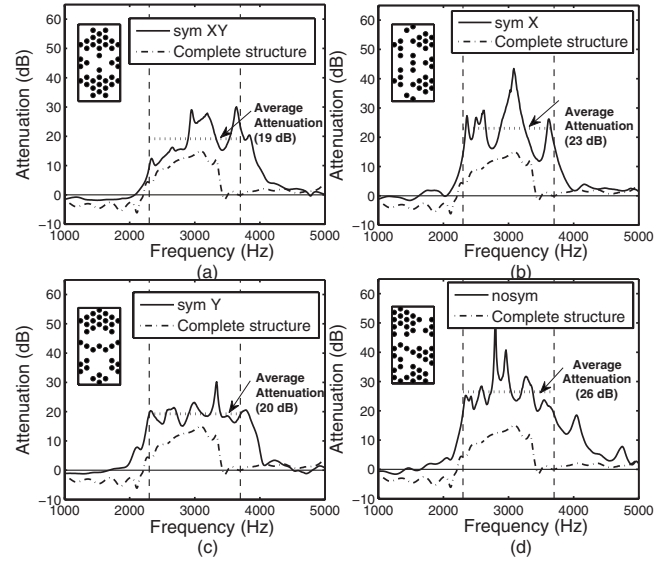 60
50
40
30
20
10
0
−10
Attenuation (dB)
sym XY
Complete structure
Average
Attenuation
(19 dB)
1000 2000 3000 4000 5000
Frequency (Hz)
(a)
60
50
40
30
20
10
0
−10
Attenuation (dB)
sym X
Complete structure
Average
Attenuation
(23 dB)
1000 2000 3000 4000 5000
Frequency (Hz)
(b)
60
50
40
30
20
10
0
−10
Attenuation (dB)
sym Y
Complete structure
Average
Attenuation
(20 dB)
1000 2000 3000 4000 5000
Frequency (Hz)
(c)
60
50
40
30
20
10
0
−10
Attenuation (dB)
nosym
Complete structure
Average
Attenuation
(26 dB)
1000 2000 3000 4000 5000
Frequency (Hz)
(d)